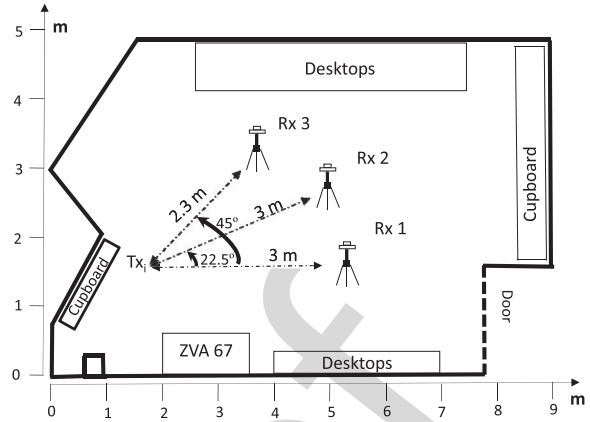 5
m
Desktops
4
Rx 3
Rx 2
3
Cupboard
2.3 m
3 m
45°
Rx 1
2
Txi
22.5°
3 m
Cupboard
1
Door
ZVA 67
Desktops
0
0 1 2 3 4 5 6 7 8 9
m